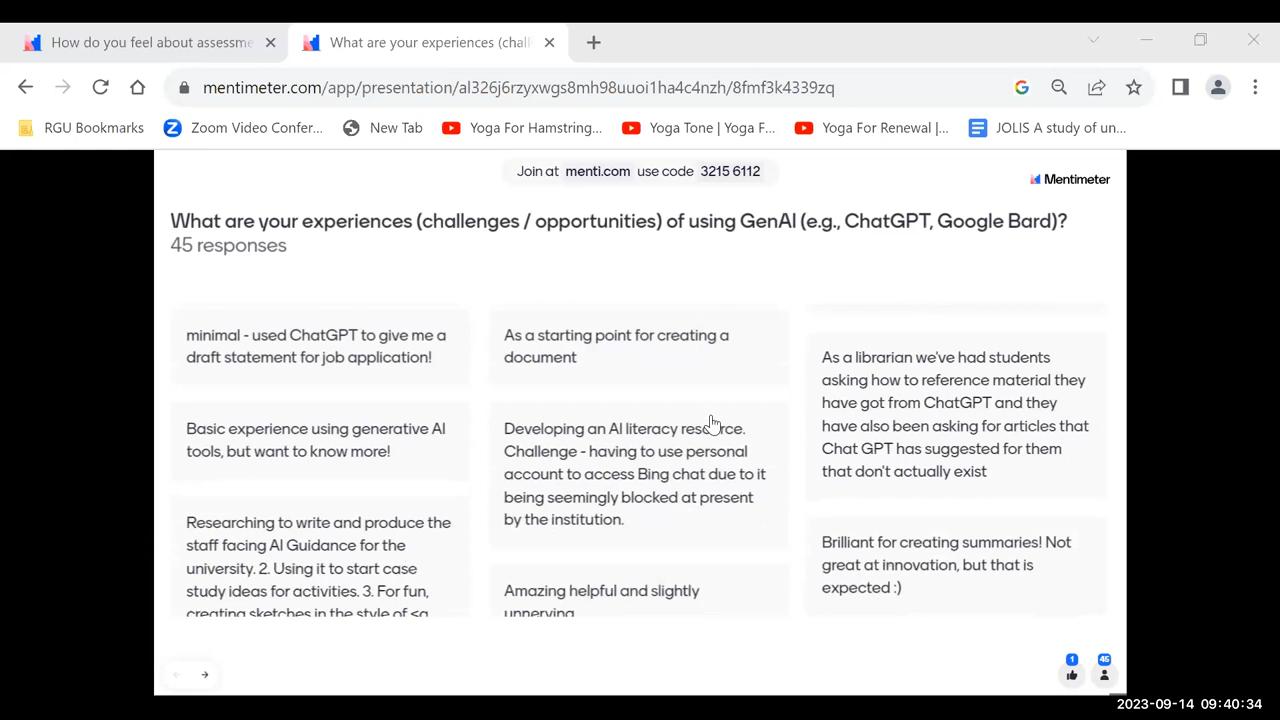 How do you feel about assessme
What are your experiences (chall
mentimeter.com/app/presentation/al326j6rzyxwgs8mh98uuoi1ha4c4nzh/8fmf3k4339zq
RGU Bookmarks
Zoom Video Confer...
New Tab
Yoga For Hamstring...
Yoga Tone | Yoga F...
Yoga For Renewal |...
JOLIS A study of un...
Join at menti.com use code 3215 6112
Mentimeter
What are your experiences (challenges / opportunities) of using GenAI (e.g., ChatGPT, Google Bard)?
45 responses
minimal - used ChatGPT to give me a
draft statement for job application!
Basic experience using generative AI
tools, but want to know more!
Researching to write and produce the
staff facing AI Guidance for the
university. 2. Using it to start case
study ideas for activities. 3. For fun,
creating sketches in the style of <a
As a starting point for creating a
document
Developing an AI literacy resource.
Challenge - having to use personal
account to access Bing chat due to it
being seemingly blocked at present
by the institution.
Amazing helpful and slightly
unnerving
As a librarian we've had students
asking how to reference material they
have got from ChatGPT and they
have also been asking for articles that
Chat GPT has suggested for them
that don't actually exist
Brilliant for creating summaries! Not
great at innovation, but that is
expected :)
1
45
2023-09-14 09:40:34